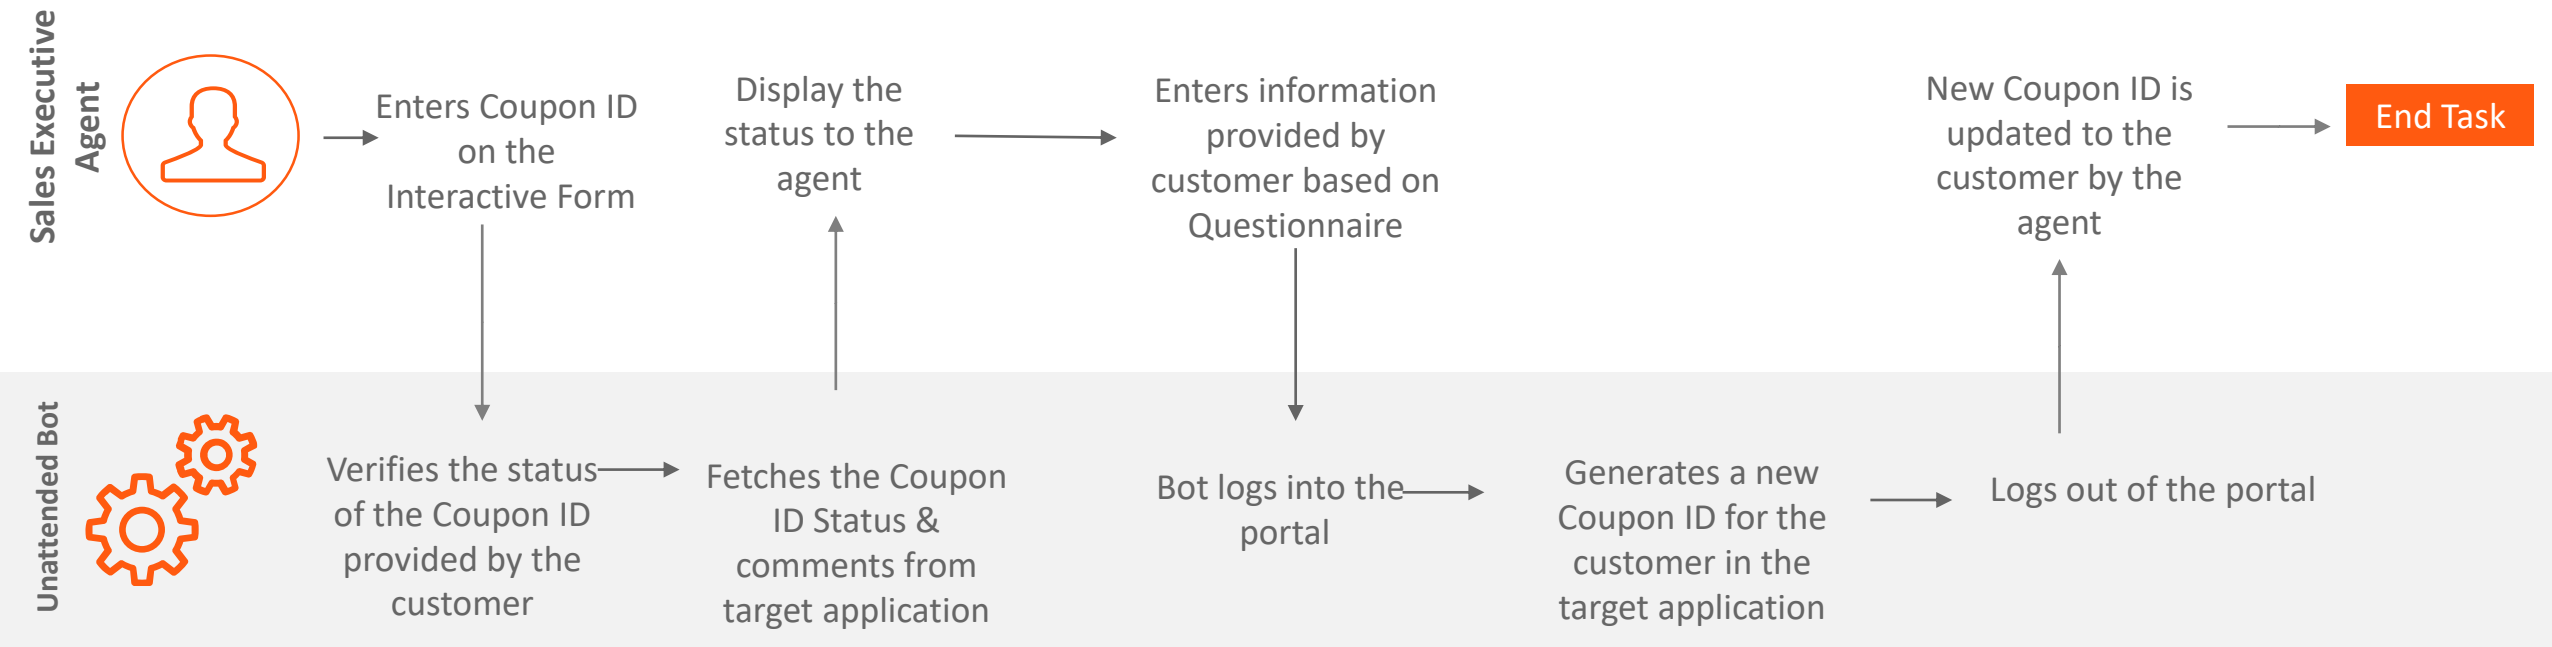 Sales Executive
Agent
Enters Coupon ID
on the
Interactive Form
Display the
status to the
agent
Enters information
provided by
customer based on
Questionnaire
New Coupon ID is
updated to the
customer by the
agent
End Task
Unattended Bot
Verifies the status
of the Coupon ID
provided by the
customer
Fetches the Coupon
ID Status &
comments from
target application
Bot logs into the
portal
Generates a new
Coupon ID for the
customer in the
target application
Logs out of the portal